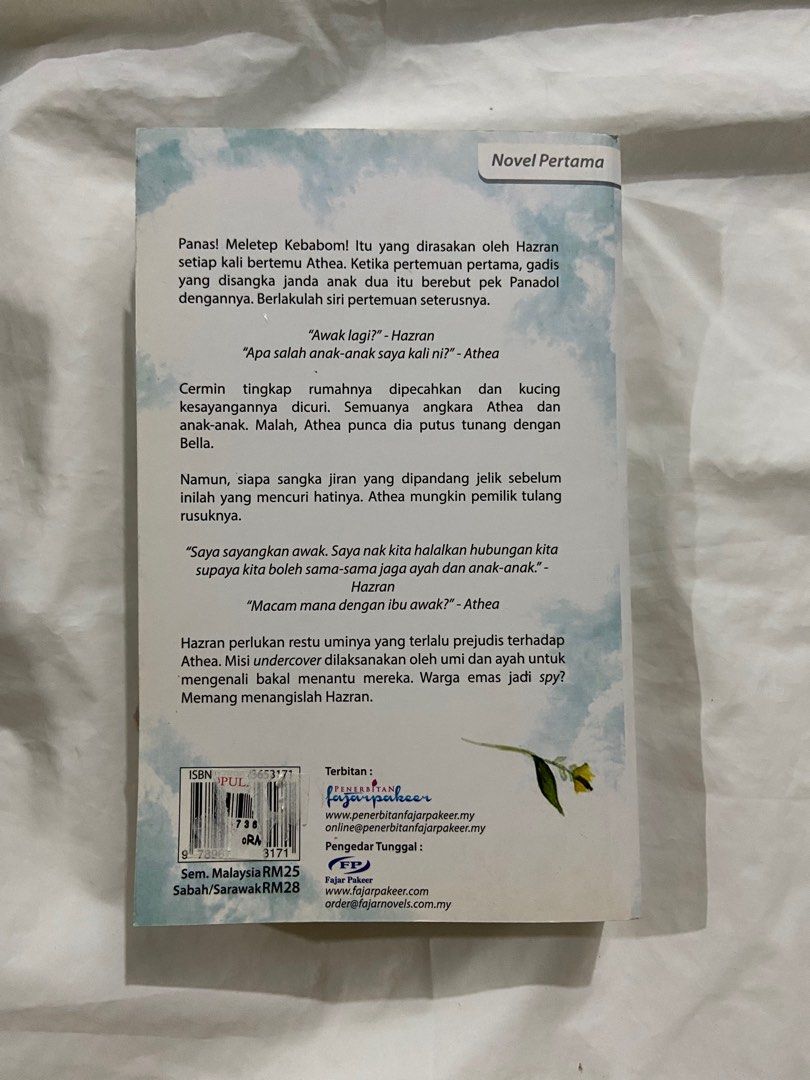 Novel Pertama
Panas! Meletep Kebabom! Itu yang dirasakan oleh Hazran
setiap kali bertemu Athea. Ketika pertemuan pertama, gadis
yang disangka janda anak dua itu berebut pek Panadol
dengannya. Berlakulah siri pertemuan seterusnya.
“Awak lagi?” - Hazran
“Apa salah anak-anak saya kali ni?” - Athea
Cermin tingkap rumahnya dipecahkan dan kucing
kesayangannya dicuri. Semuanya angkara Athea dan
anak-anak. Malah, Athea punca dia putus tunang dengan
Bella.
Namun, siapa sangka jiran yang dipandang jelik sebelum
inilah yang mencuri hatinya. Athea mungkin pemilik tulang
rusuknya.
“Saya sayangkan awak. Saya nak kita halalkan hubungan kita
supaya kita boleh sama-sama jaga ayah dan anak-anak.” -
Hazran
“Macam mana dengan ibu awak?” - Athea
Hazran perlukan restu uminya yang terlalu prejudis terhadap
Athea. Misi undercover dilaksanakan oleh umi dan ayah untuk
mengenali bakal menantu mereka. Warga emas jadi spy?
Memang menangislah Hazran.
ISBN 3653171
OPUL
736
ORA
9 7896 3171
Sem. Malaysia RM25
Sabah/Sarawak RM28
Terbitan :
PENERBITAN
fajarpakeer
www.penerbitanfajarpakeer.my
online@penerbitanfajarpakeer.my
Pengedar Tunggal :
FP
Fajar Pakeer
www.fajarpakeer.com
order@fajarnovels.com.my